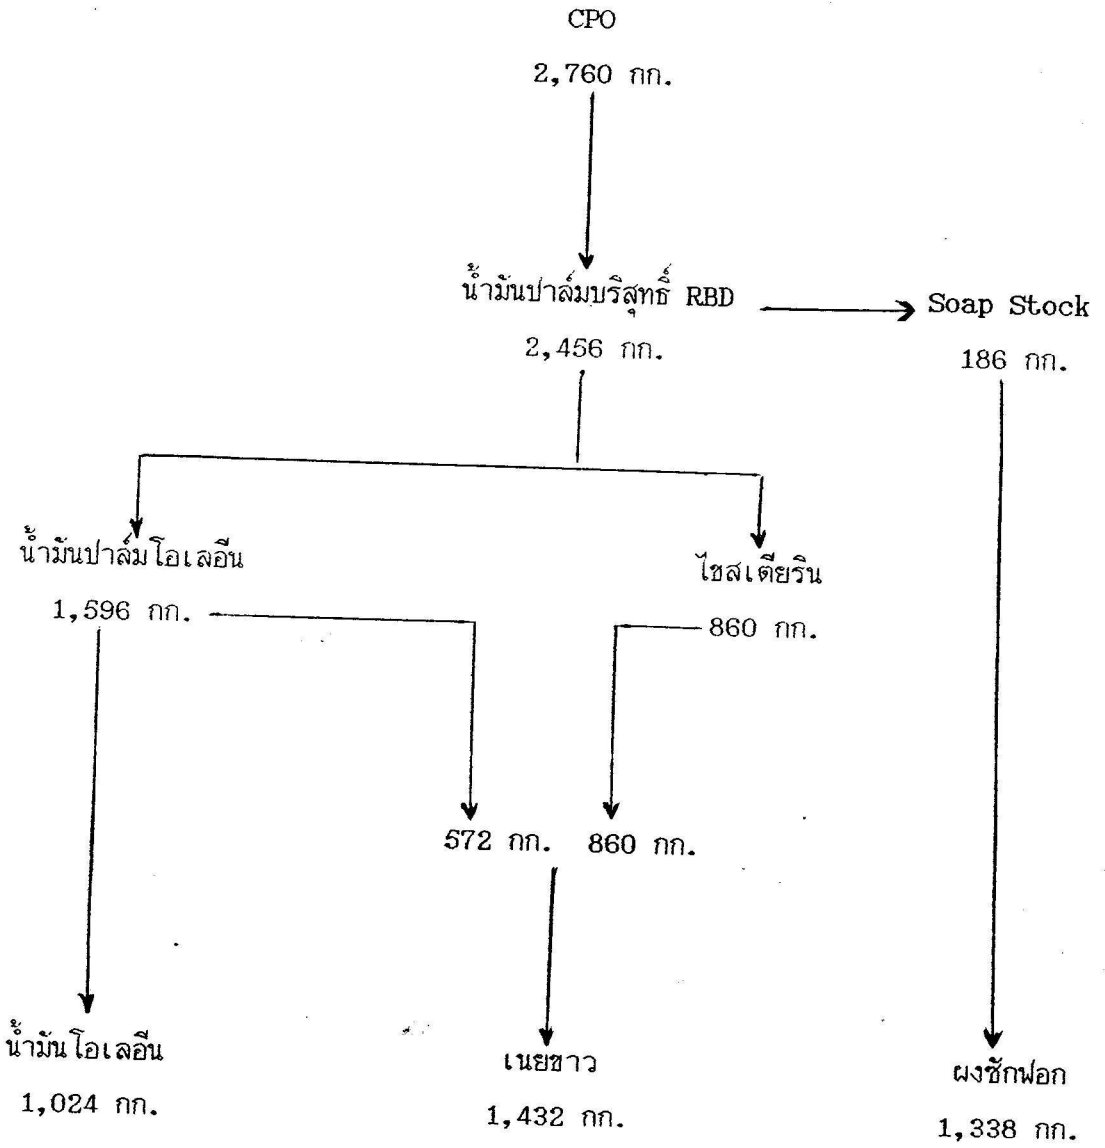 CPO
2,760 กก.
น้ำมันปาล์มบริสุทธิ์ RBD
Soap Stock
2,456 กก.
186 กก.
น้ำมันปาล์มโอเลอีน
ไขสเตียริน
1,596 กก.
860 กก.
572 กก. 860 กก.
น้ำมันโอเลอีน
เนยขาว
ผงซักฟอก
1,024 กก.
1,432 กก.
1,338 กก.